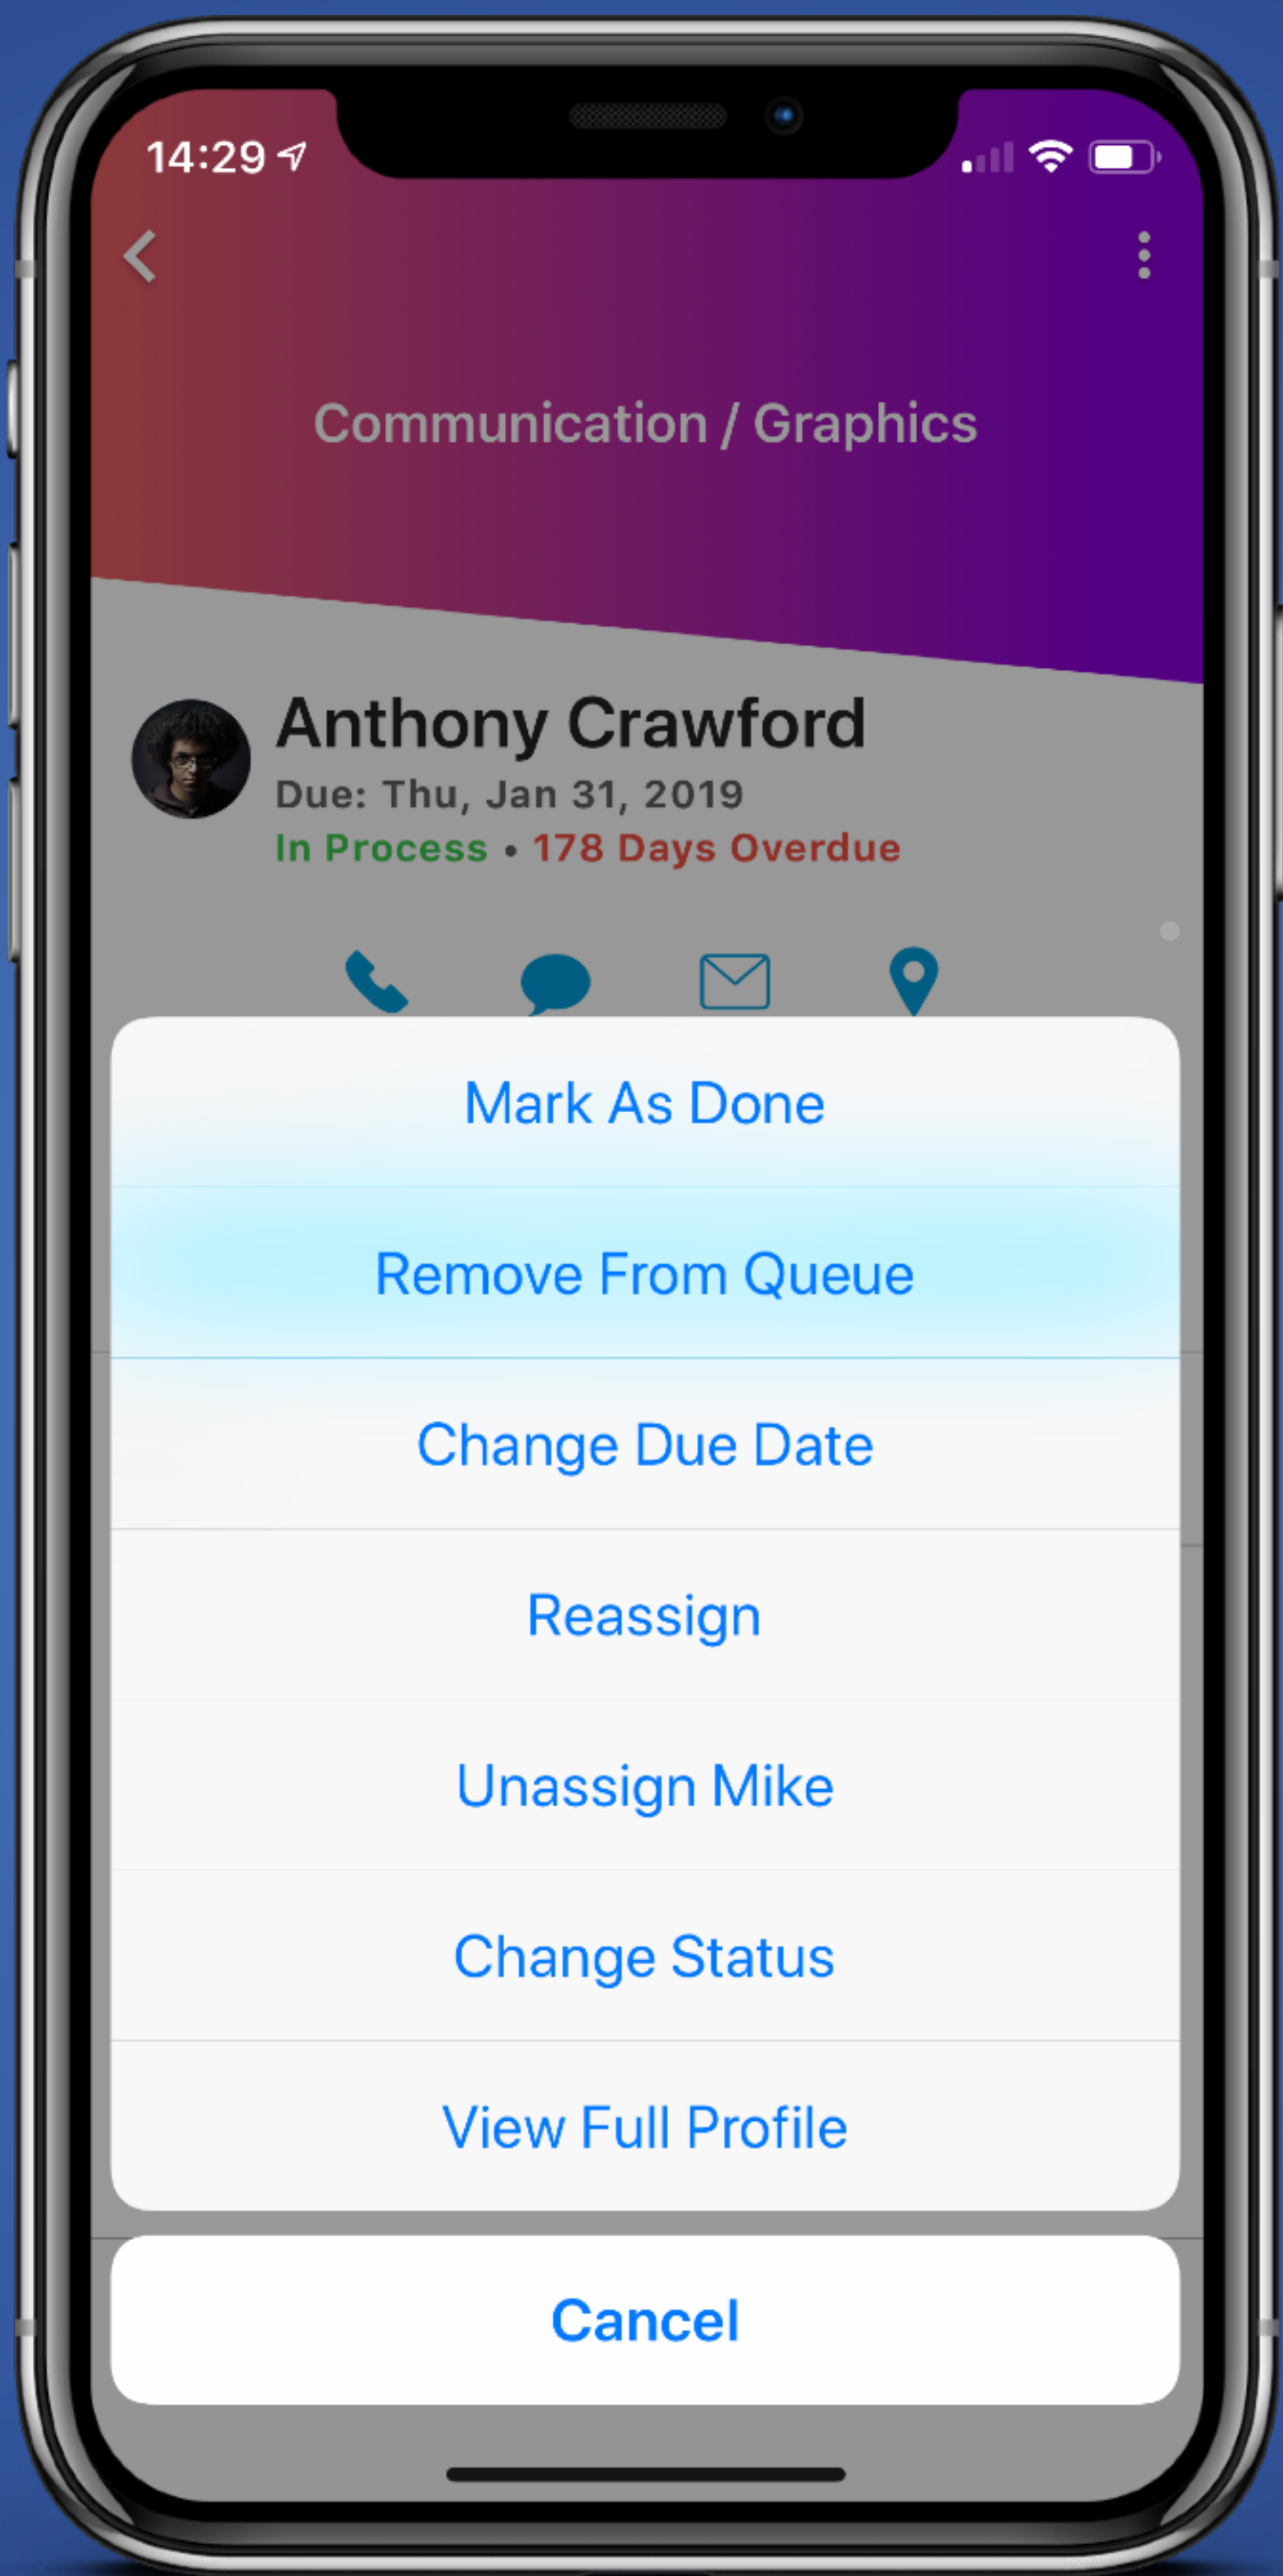 14:29
Communication / Graphics
Anthony Crawford
Due: Thu, Jan 31, 2019
In Process • 178 Days Overdue
Mark As Done
Remove From Queue
Change Due Date
Reassign
Unassign Mike
Change Status
View Full Profile
Cancel